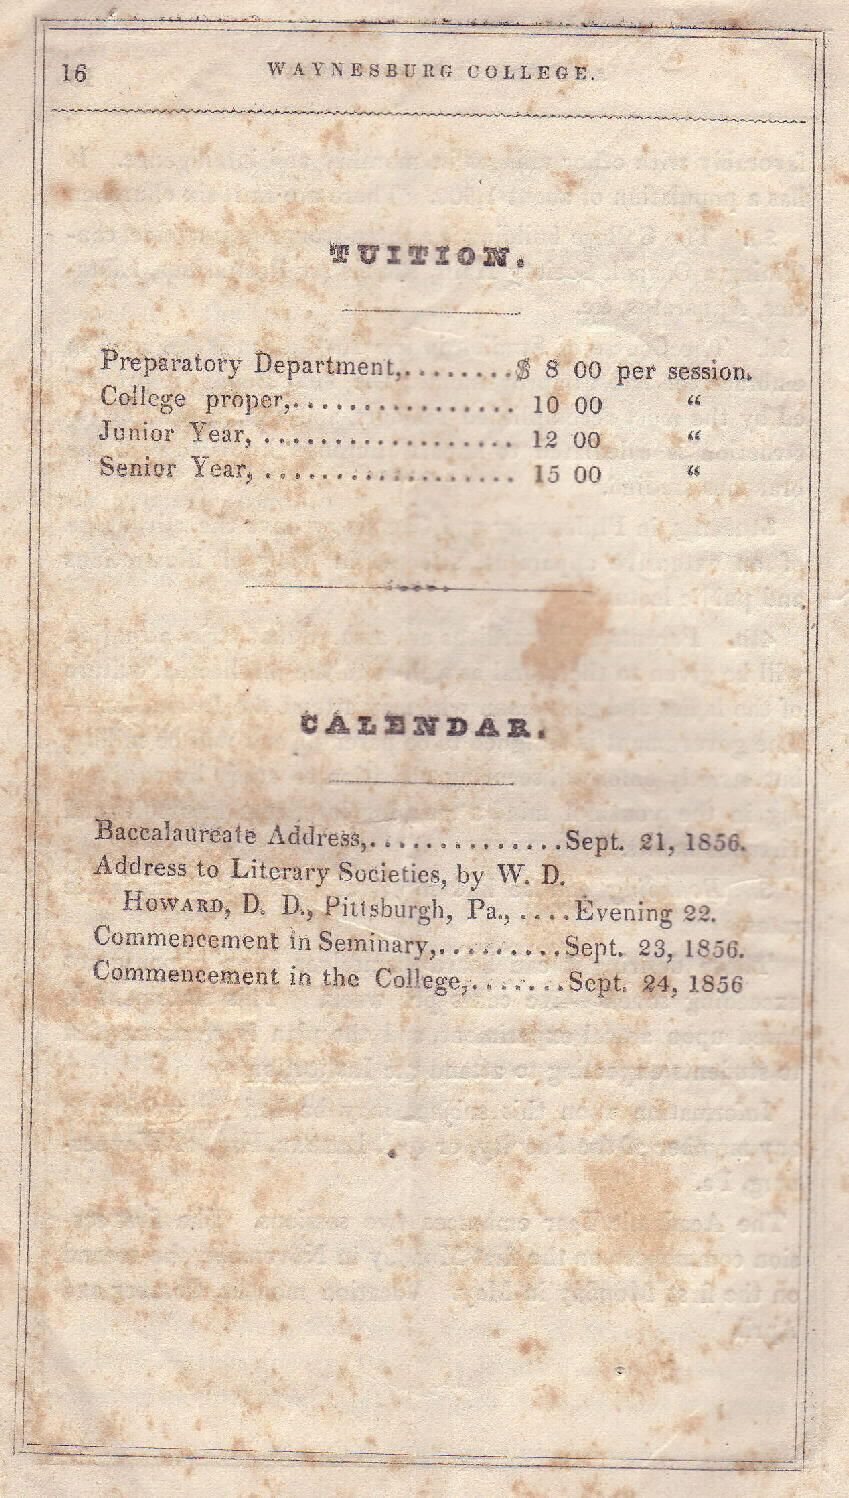 16
WAYNESBURG COLLEGE.
TUITION.
Preparatory Department,........$ 8 00 per session.
College proper,................ 10 00 “
Junior Year, .................. 12 00 “
Senior Year, .................. 15 00 “
CALENDAR.
Baccalaureate Address,..............Sept. 21, 1856.
Address to Literary Societies, by W. D.
HOWARD, D. D., Pittsburgh, Pa., ....Evening 22.
Commencement in Seminary,.........Sept. 23, 1856.
Commencement in the College,.......Sept. 24, 1856